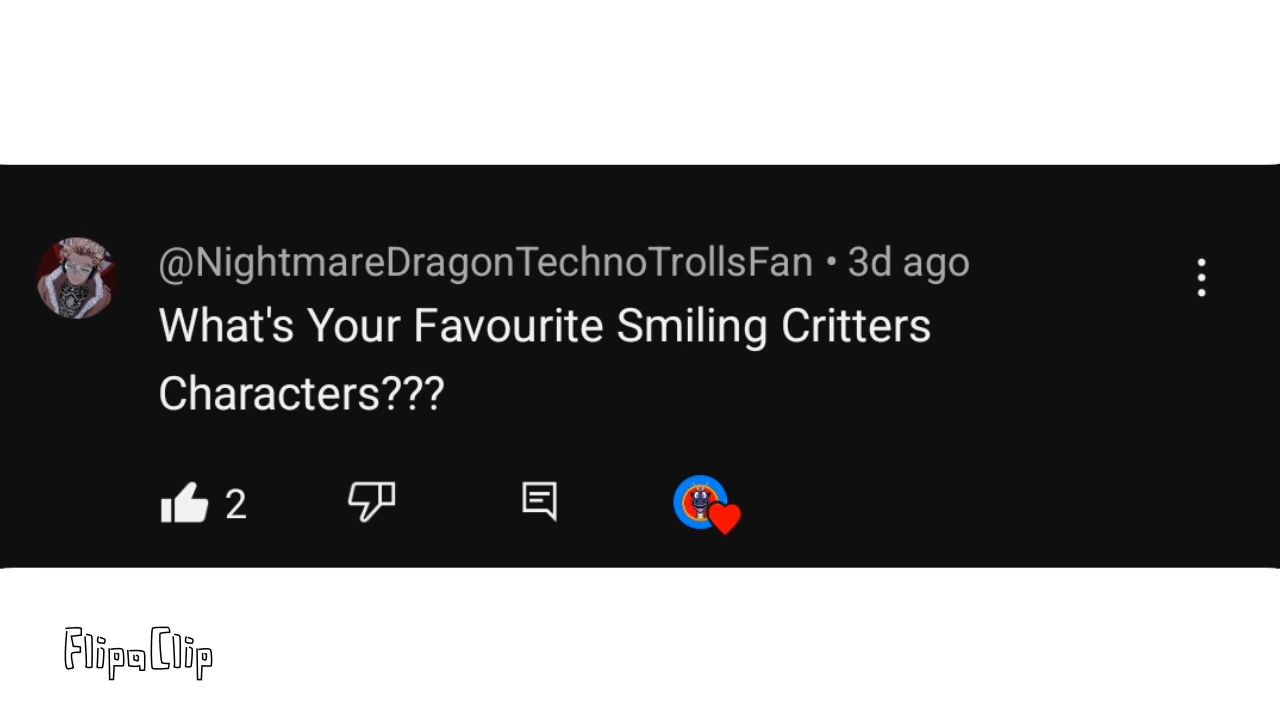 @NightmareDragonTechnoTrollsFan • 3d ago
What's Your Favourite Smiling Critters
Characters???
2
FlipaClip